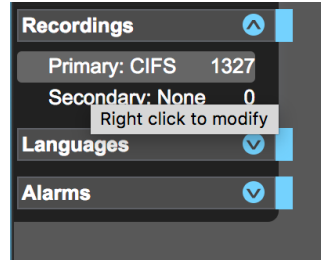 Recordings
Primary: CIFS 1327
Secondary: None 0
Right click to modify
Languages
Alarms